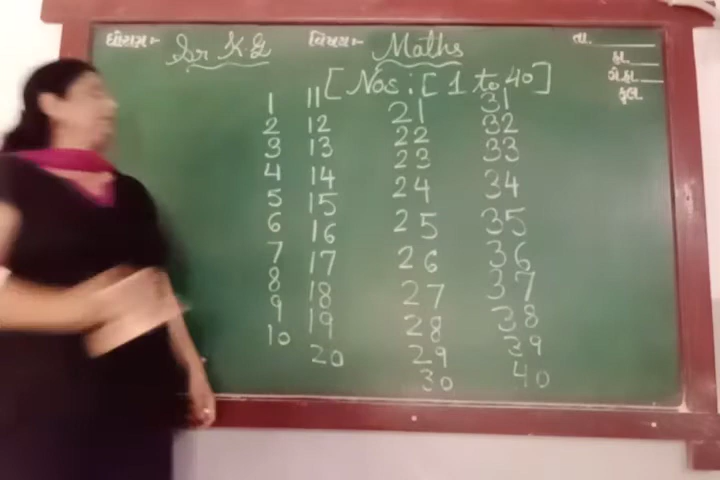 ધોરણ:- Sr K.G વિષય:- Maths તા.
હા.
ગે.હા.
કુલ
[ Nos : [ 1 to 40 ]
1 11 21 31
2 12 22 32
3 13 23 33
4 14 24 34
5 15 25 35
6 16 26 36
7 17 27 37
8 18 28 38
9 19 29 39
10 20 30 40